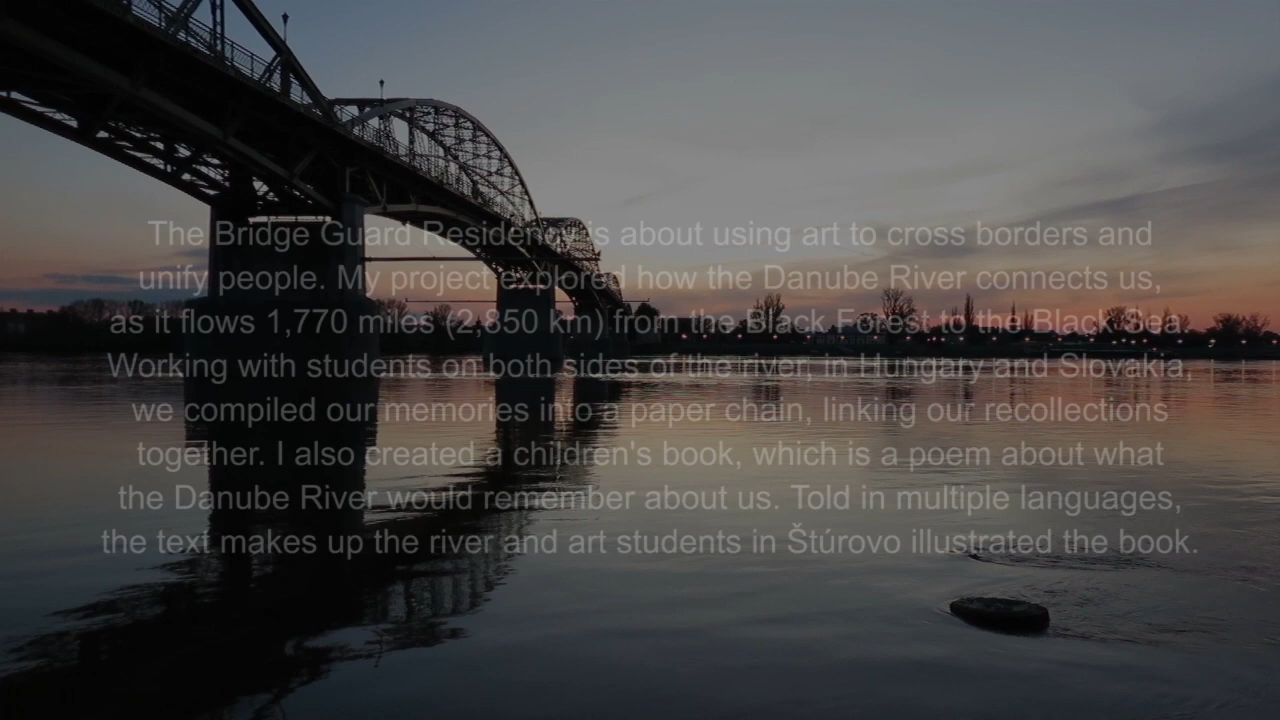 The Bridge Guard Residency is about using art to cross borders and
unify people. My project explored how the Danube River connects us,
as it flows 1,770 miles (2,850 km) from the Black Forest to the Black Sea.
Working with students on both sides of the river, in Hungary and Slovakia,
we compiled our memories into a paper chain, linking our recollections
together. I also created a children's book, which is a poem about what
the Danube River would remember about us. Told in multiple languages,
the text makes up the river and art students in Štúrovo illustrated the book.